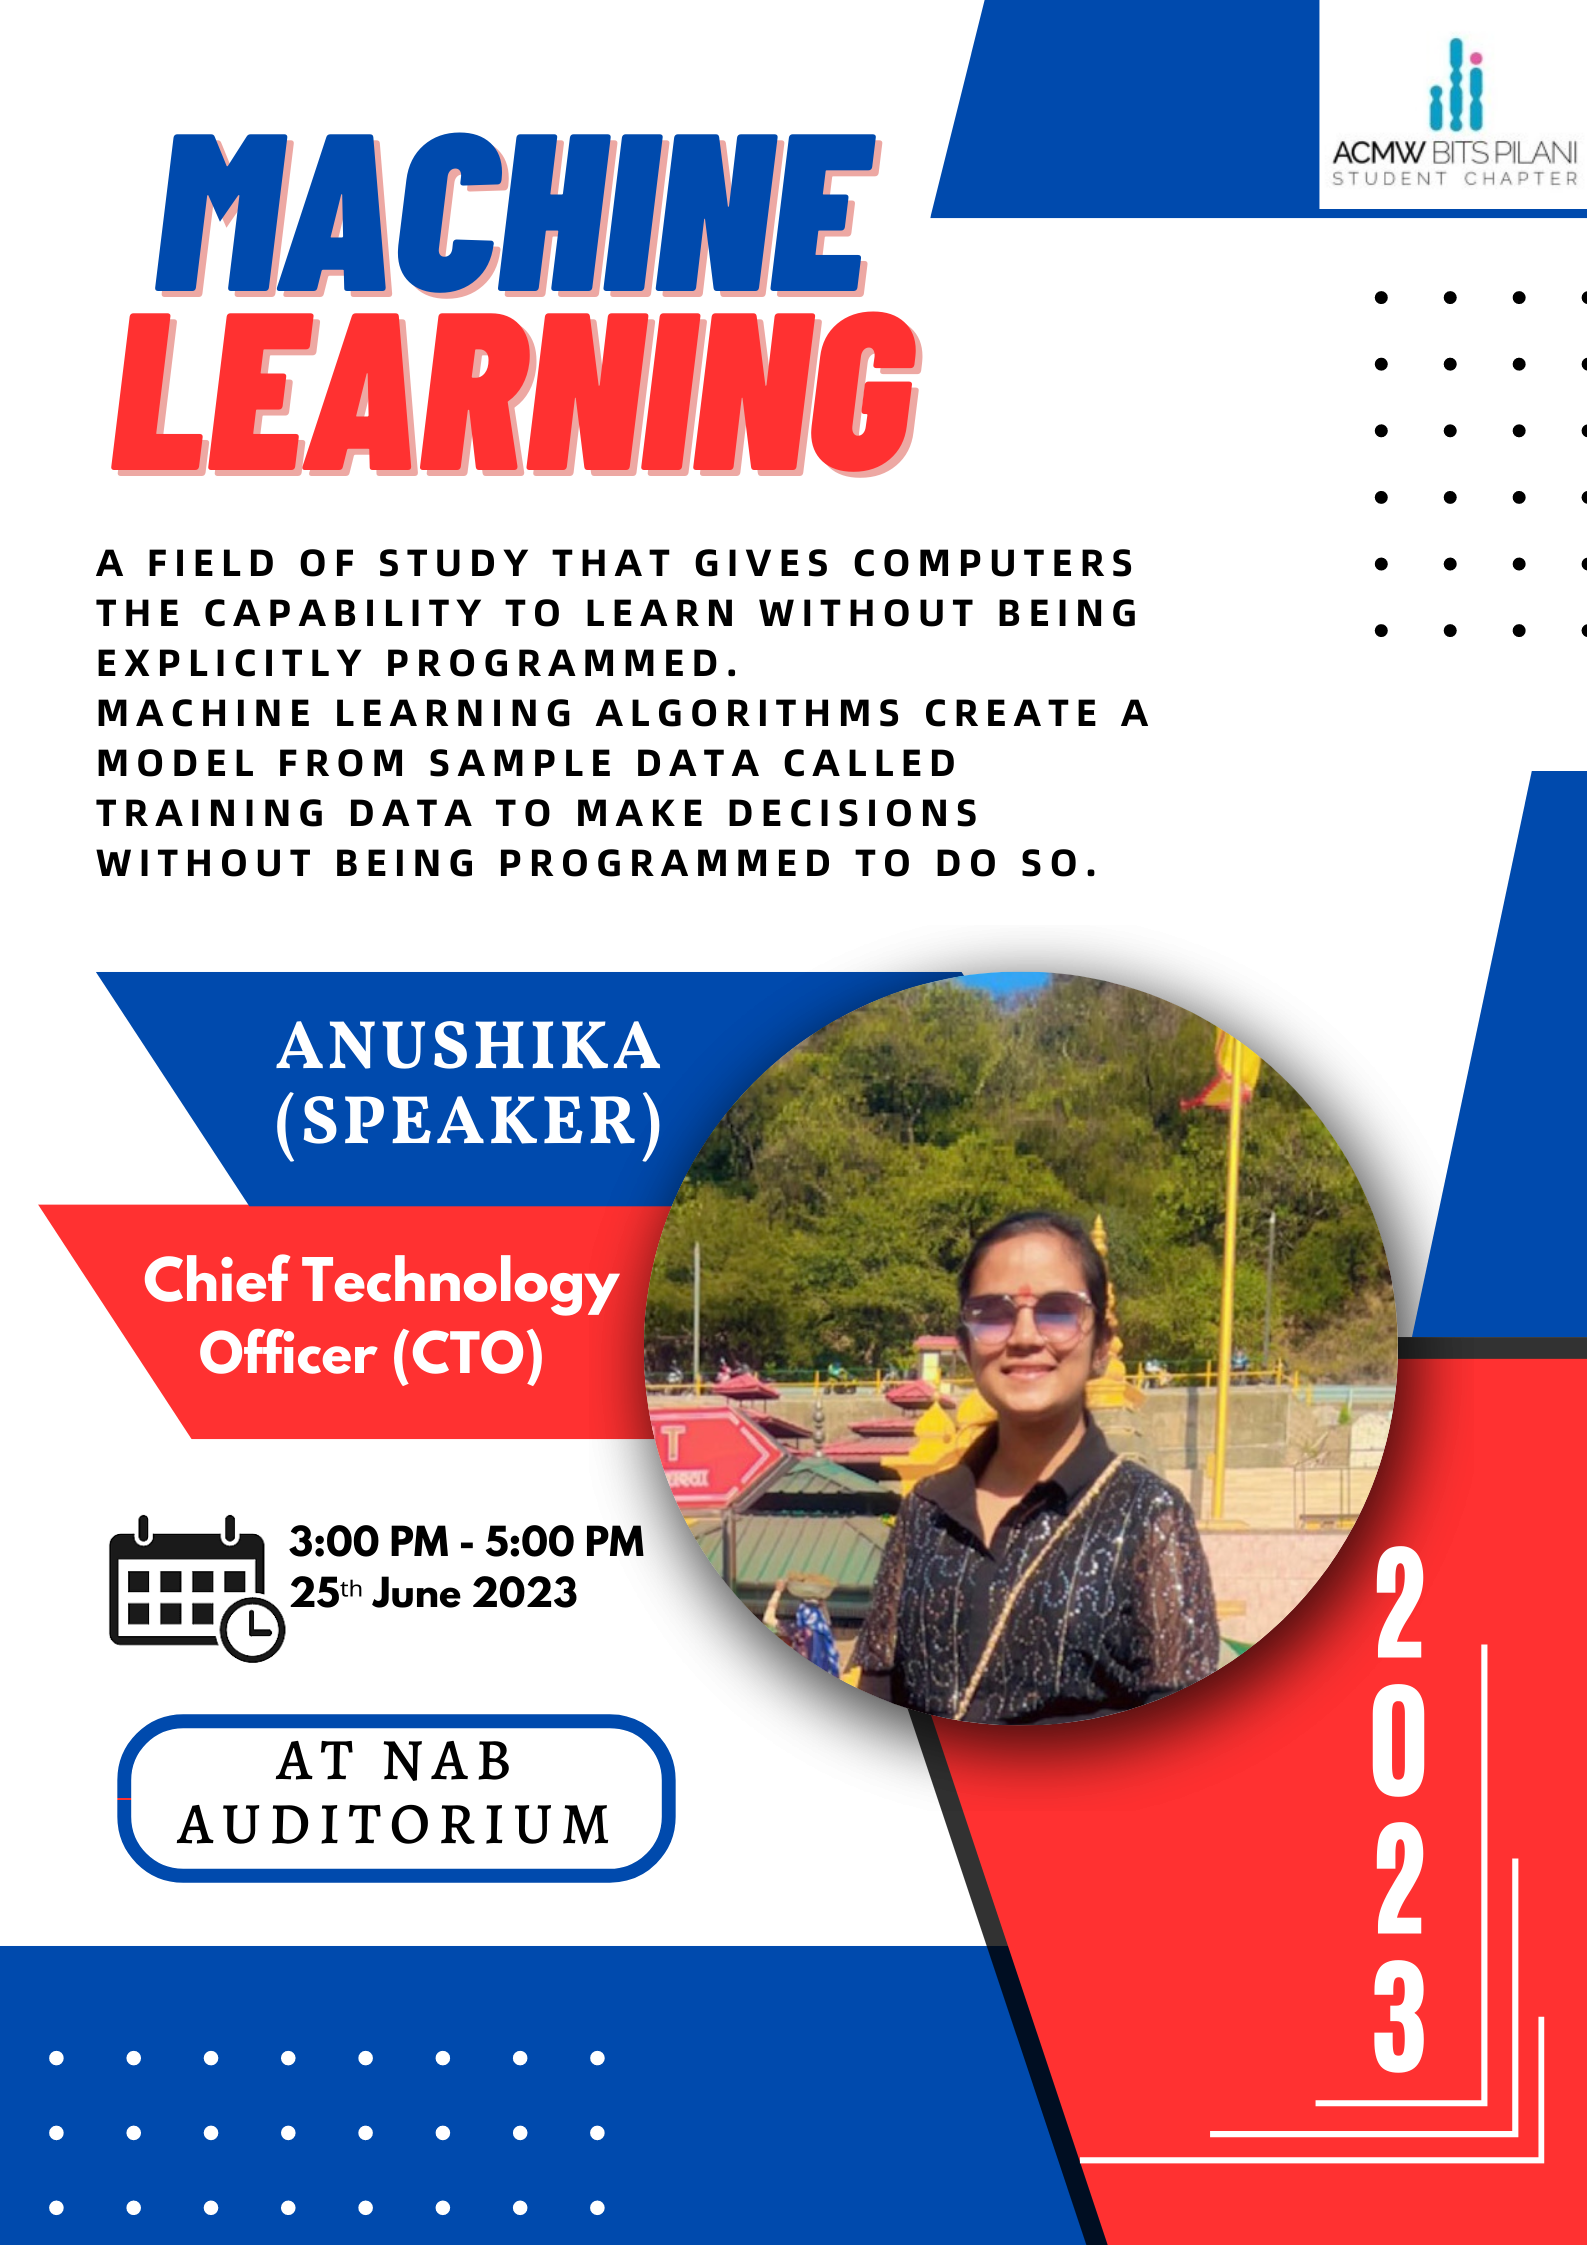 ACMW BITS PILANI
STUDENT CHAPTER
MACHINE
LEARNING
A FIELD OF STUDY THAT GIVES COMPUTERS
THE CAPABILITY TO LEARN WITHOUT BEING
EXPLICITLY PROGRAMMED.
MACHINE LEARNING ALGORITHMS CREATE A
MODEL FROM SAMPLE DATA CALLED
TRAINING DATA TO MAKE DECISIONS
WITHOUT BEING PROGRAMMED TO DO SO.
ANUSHIKA
(SPEAKER)
Chief Technology
Officer (CTO)
T
3:00 PM - 5:00 PM
25th June 2023
AT NAB
AUDITORIUM
2
0
2
3